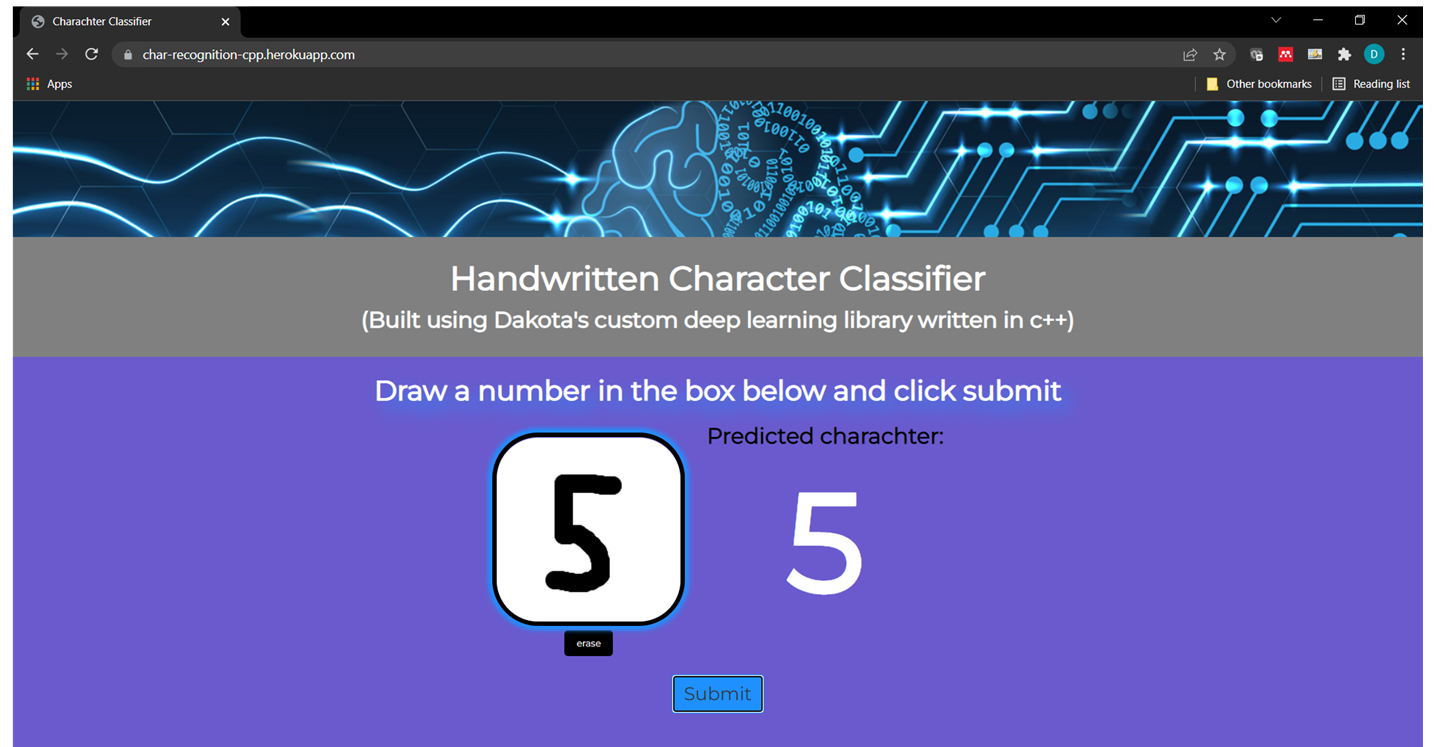 Charachter Classifier
char-recognition-cpp.herokuapp.com
D
Apps
Other bookmarks
Reading list
Handwritten Character Classifier
(Built using Dakota's custom deep learning library written in c++)
Draw a number in the box below and click submit
Predicted charachter:
5
5
erase
Submit